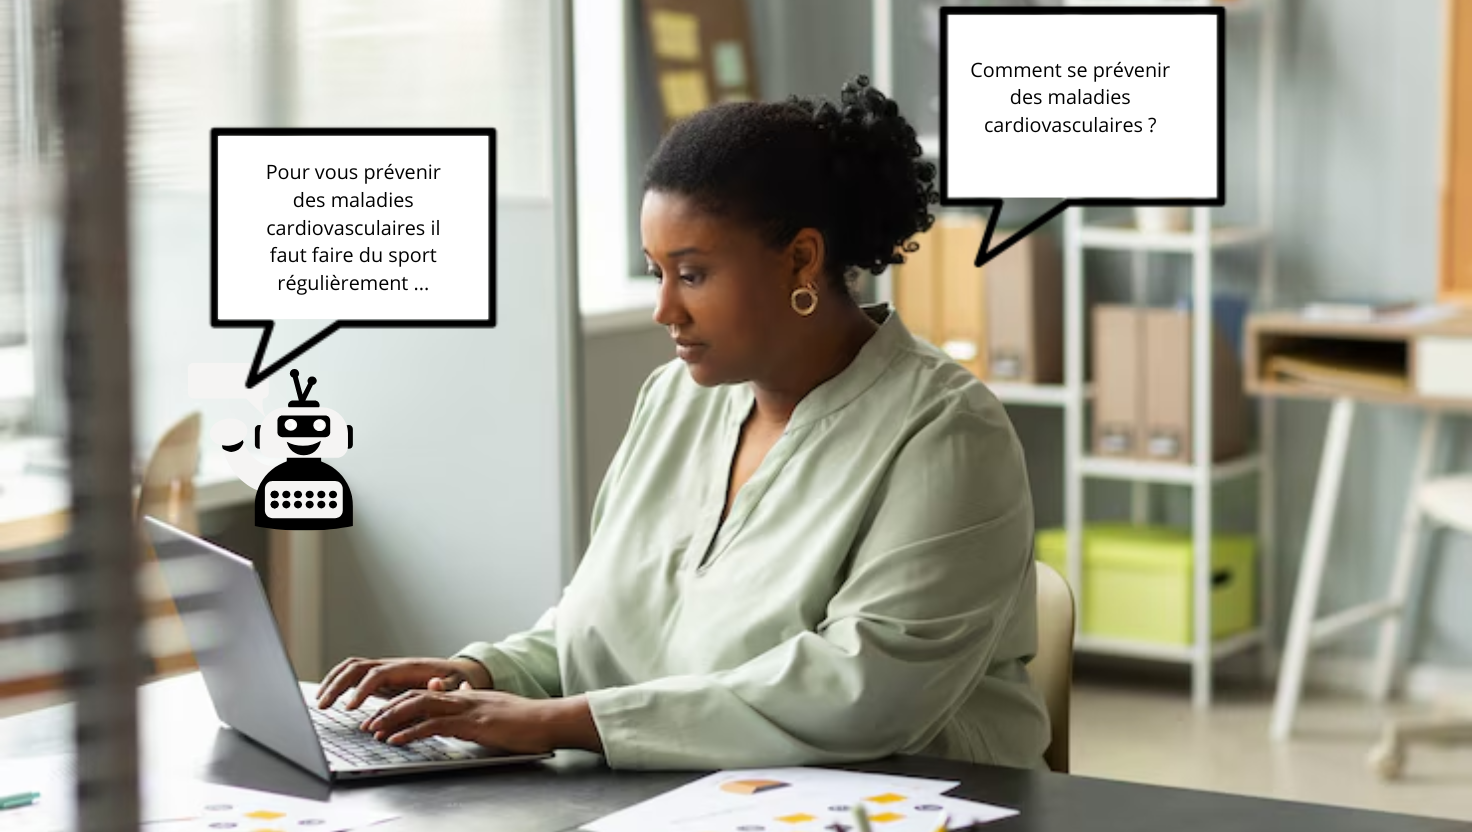 Comment se prévenir
des maladies
cardiovasculaires ?
Pour vous prévenir
des maladies
cardiovasculaires il
faut faire du sport
régulièrement ...